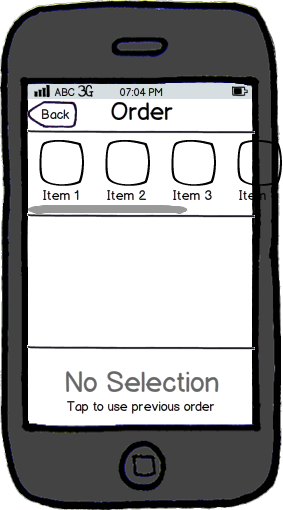 ABC 3G 07:04 PM
Back Order
Item 1 Item 2 Item 3 Item
No Selection
Tap to use previous order